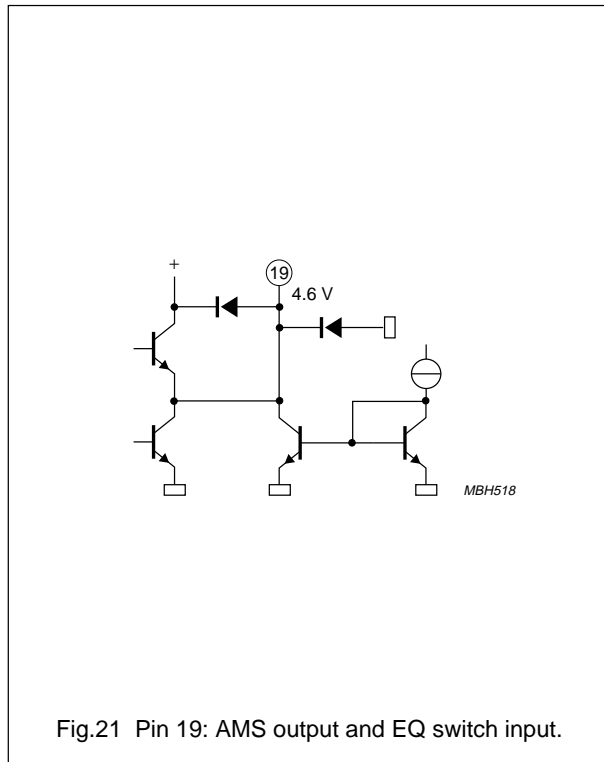 +
19
4.6 V
MBH518
Fig.21 Pin 19: AMS output and EQ switch input.